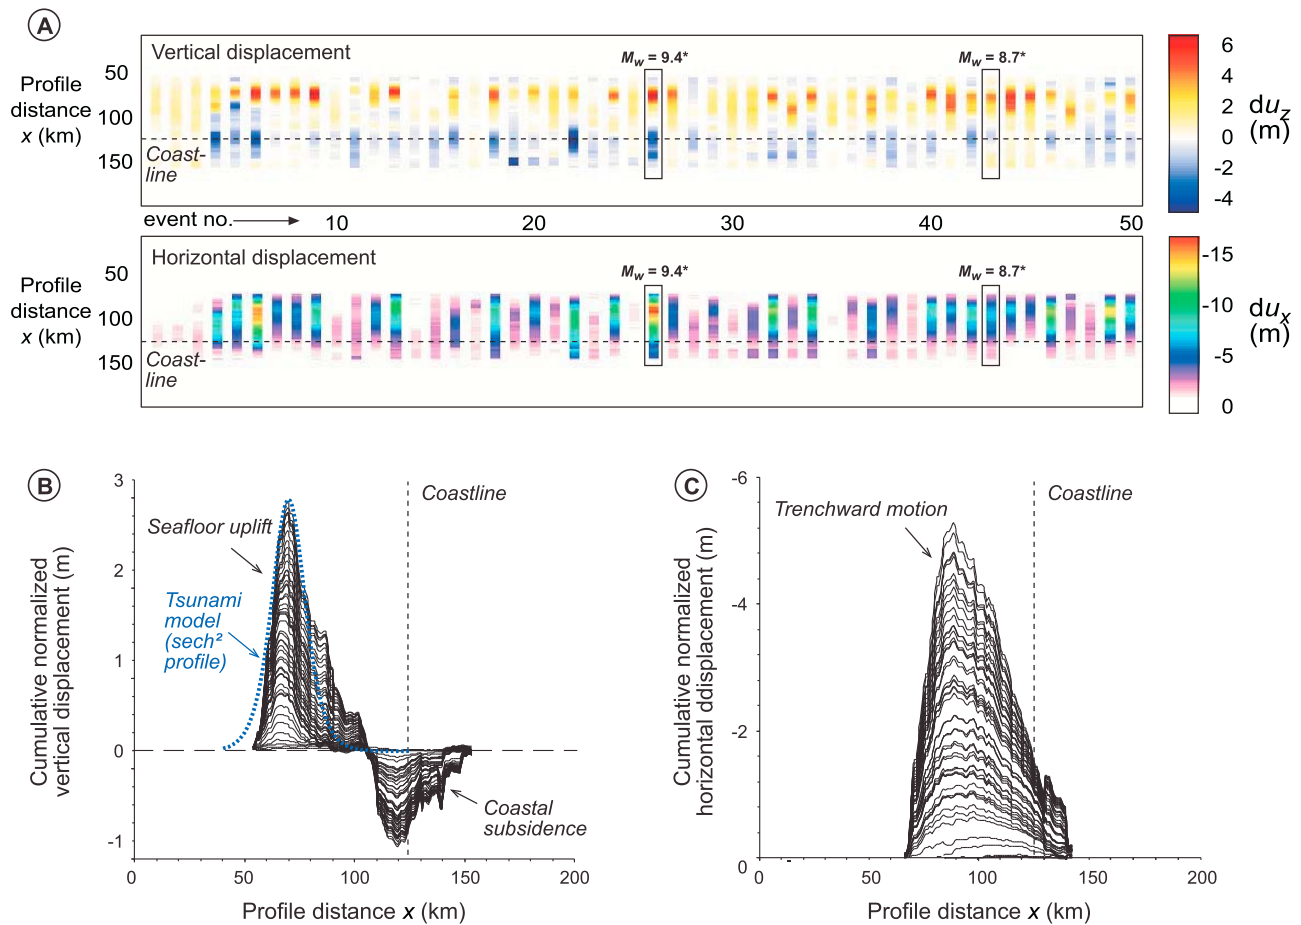 A
Vertical displacement
Mw = 9.4*
Mw = 8.7*
Profile
distance
x (km)
50
100
150
Coast-
line
6
4
2
0
-2
-4
duz
(m)
event no.
10
20
30
40
50
Horizontal displacement
Mw = 9.4*
Mw = 8.7*
Profile
distance
x (km)
50
100
150
Coast-
line
-15
-10
-5
0
dux
(m)
B
3
2
1
0
-1
Cumulative normalized
vertical displacement (m)
Coastline
Seafloor uplift
Tsunami
model
(sech²
profile)
Coastal
subsidence
0
50
100
150
200
Profile distance x (km)
C
-6
-4
-2
0
Cumulative normalized
horizontal ddisplacement (m)
Coastline
Trenchward motion
0
50
100
150
200
Profile distance x (km)